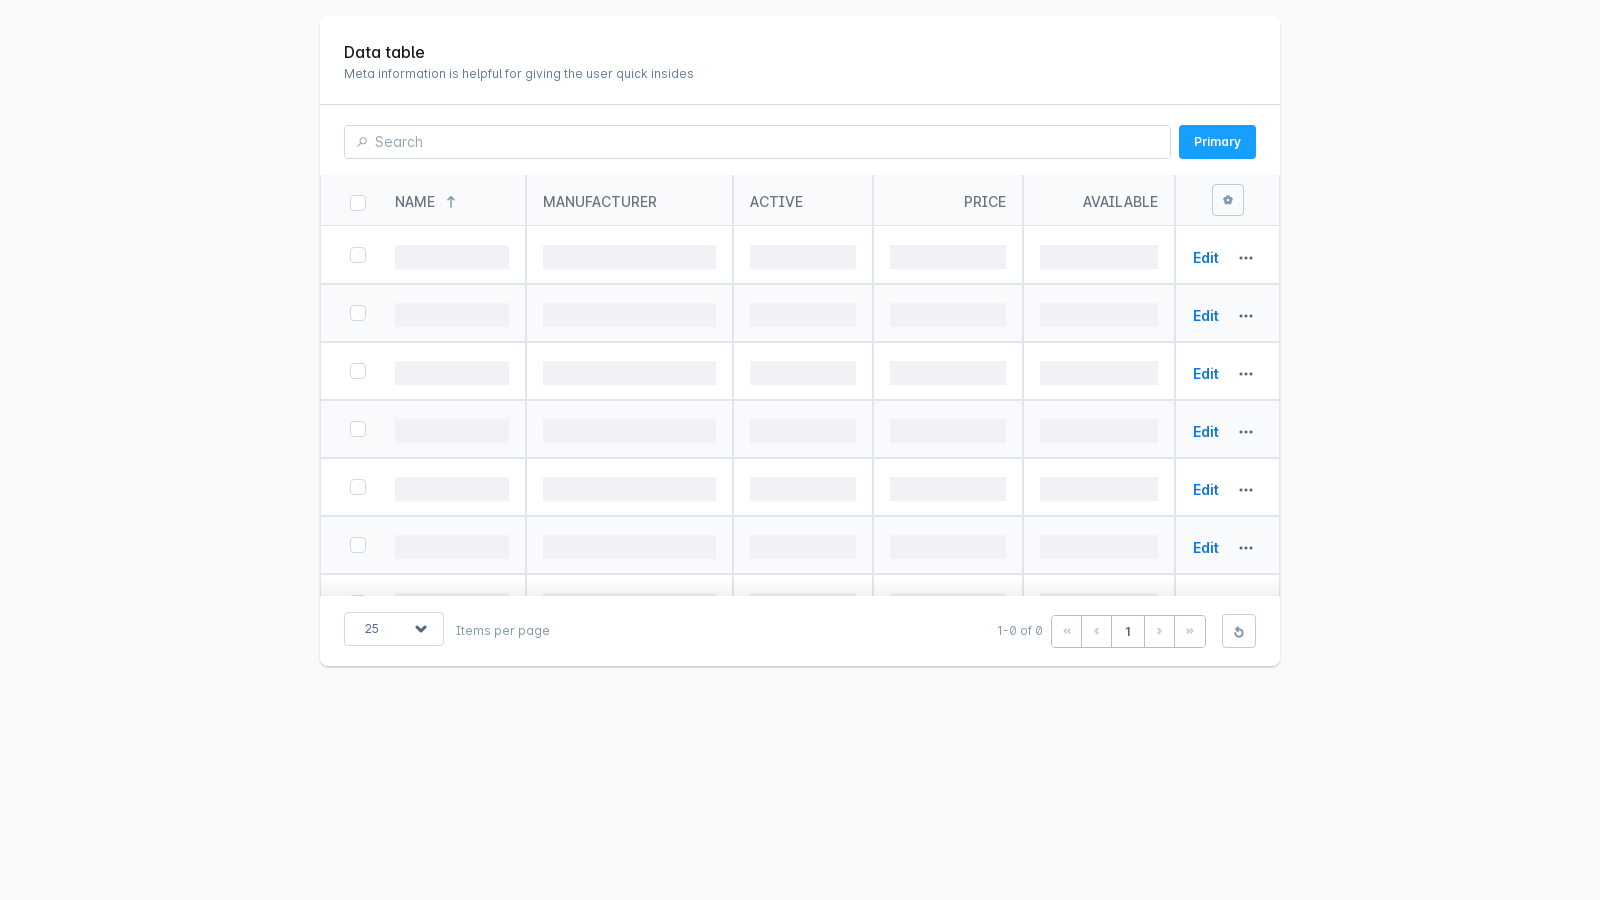 Data table
Meta information is helpful for giving the user quick insides
Search
Primary
NAME MANUFACTURER ACTIVE PRICE AVAILABLE
Edit
Edit
Edit
Edit
Edit
Edit
25 Items per page 1-0 of 0 « ‹ 1 › »